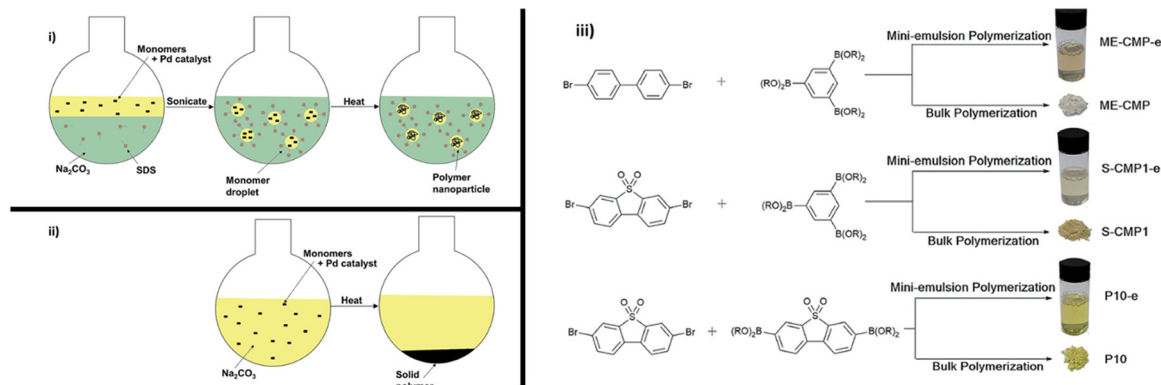 i)
Monomers
+ Pd catalyst
Sonicate
Heat
Na₂CO₃
SDS
Monomer
droplet
Polymer
nanoparticle
ii)
Monomers
+ Pd catalyst
Heat
Na₂CO₃
Solid
polymer
iii)
Br
Br
+
(RO)₂B
B(OR)₂
B(OR)₂
Mini-emulsion Polymerization
ME-CMP-e
Bulk Polymerization
ME-CMP
O O
S
Br
Br
+
(RO)₂B
B(OR)₂
B(OR)₂
Mini-emulsion Polymerization
S-CMP1-e
Bulk Polymerization
S-CMP1
O O
S
Br
Br
+
O O
S
(RO)₂B
B(OR)₂
Mini-emulsion Polymerization
P10-e
Bulk Polymerization
P10